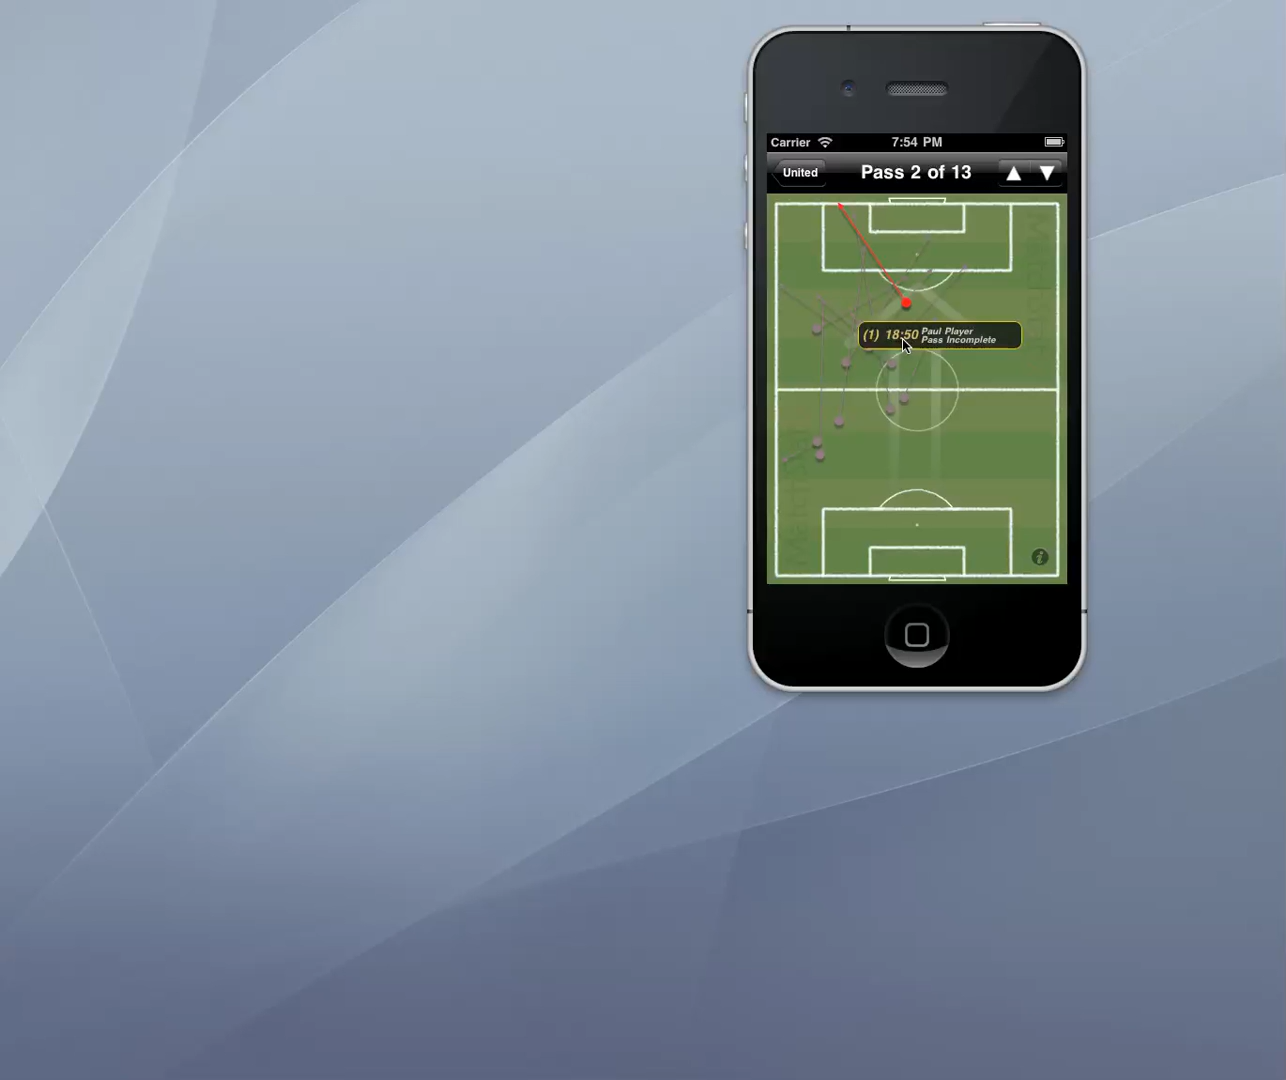 Carrier
7:54 PM
United
Pass 2 of 13
(1) 18:50
Paul Player
Pass Incomplete